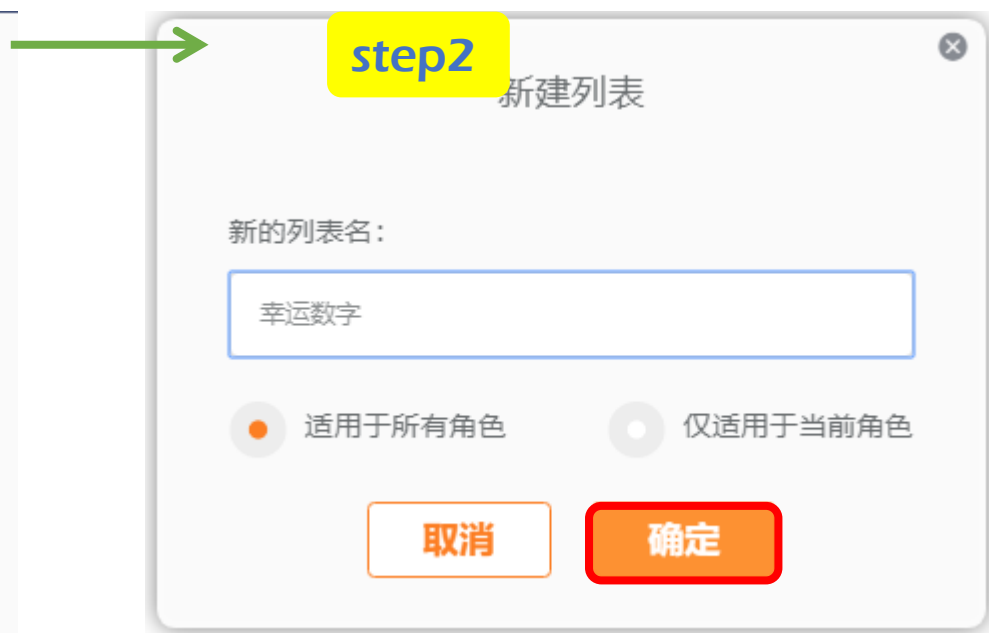 step2
新建列表
新的列表名：
幸运数字
适用于所有角色 仅适用于当前角色
取消 确定